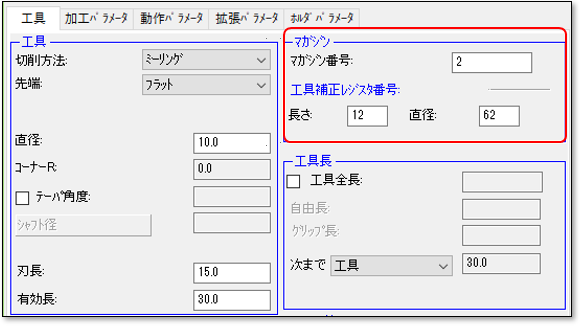 工具 加工ﾊﾟﾗﾒｰﾀ 動作ﾊﾟﾗﾒｰﾀ 拡張ﾊﾟﾗﾒｰﾀ ﾎﾙﾀﾞﾊﾟﾗﾒｰﾀ
工具
切削方法: ﾐｰﾘﾝｸﾞ
先端: ﾌﾗｯﾄ
直径: 10.0
ｺｰﾅｰR: 0.0
ﾃｰﾊﾟ角度:
ｼｬﾌﾄ径
刃長: 15.0
有効長: 30.0
ﾏｶﾞｼﾞﾝ
ﾏｶﾞｼﾞﾝ番号: 2
工具補正ﾚｼﾞｽﾀ番号:
長さ: 12 直径: 62
工具長
工具全長:
自由長:
ｸﾞﾘｯﾌﾟ長:
次まで 工具 30.0